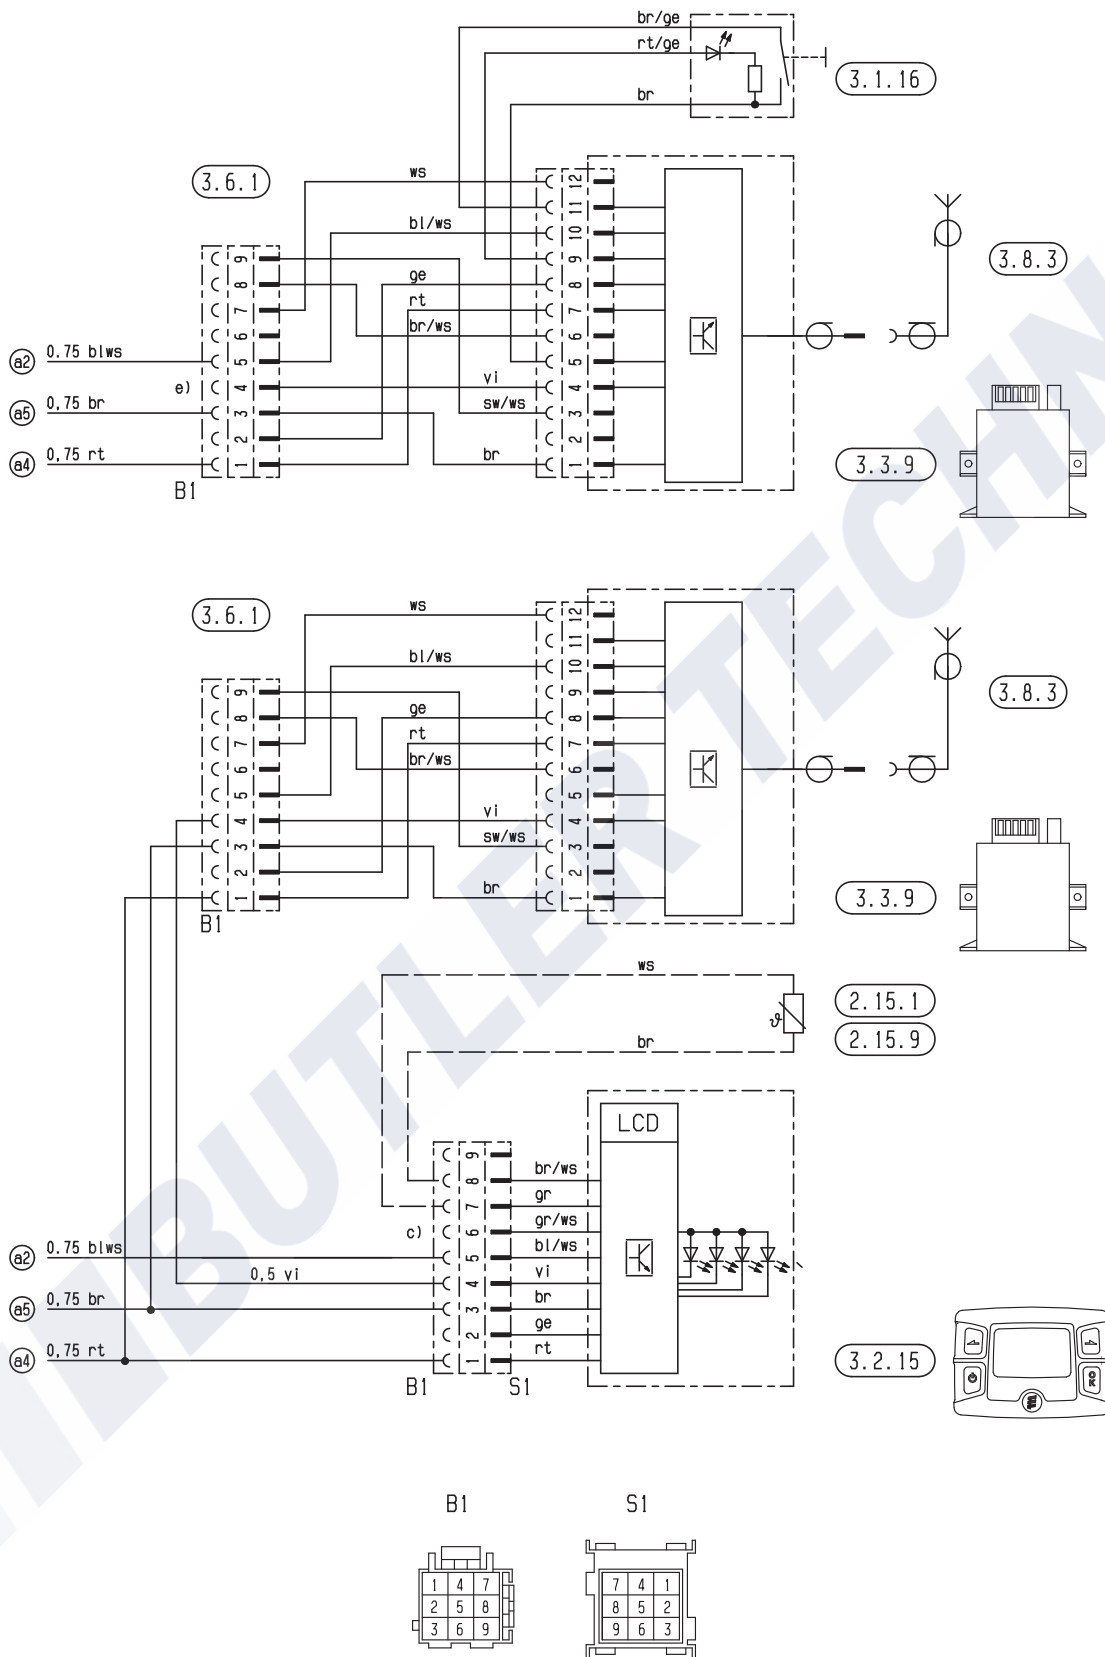 br/ge
rt/ge
3.1.16
br
3.6.1
ws
12
11
bl/ws
10
9
9
3.8.3
ge
8
8
rt
7
7
br/ws
6
6
a2 0.75 blws
5
5
e)
vi
4
4
a5 0,75 br
sw/ws
3
3
2
2
a4 0.75 rt
br
1
1
3.3.9
B1
3.6.1
ws
12
11
bl/ws
10
9
9
3.8.3
ge
8
8
rt
7
7
br/ws
6
6
5
5
vi
4
4
sw/ws
3
3
2
2
br
1
1
3.3.9
B1
ws
2.15.1
2.15.9
br
LCD
9
8
br/ws
7
gr
c)
6
gr/ws
a2 0.75 blws
5
bl/ws
0,5 vi
4
vi
a5 0,75 br
3
br
2
ge
a4 0.75 rt
1
rt
3.2.15
OK
B1 S1
B1 S1
1 4 7
2 5 8
3 6 9
7 4 1
8 5 2
9 6 3
BUTLER TECHN